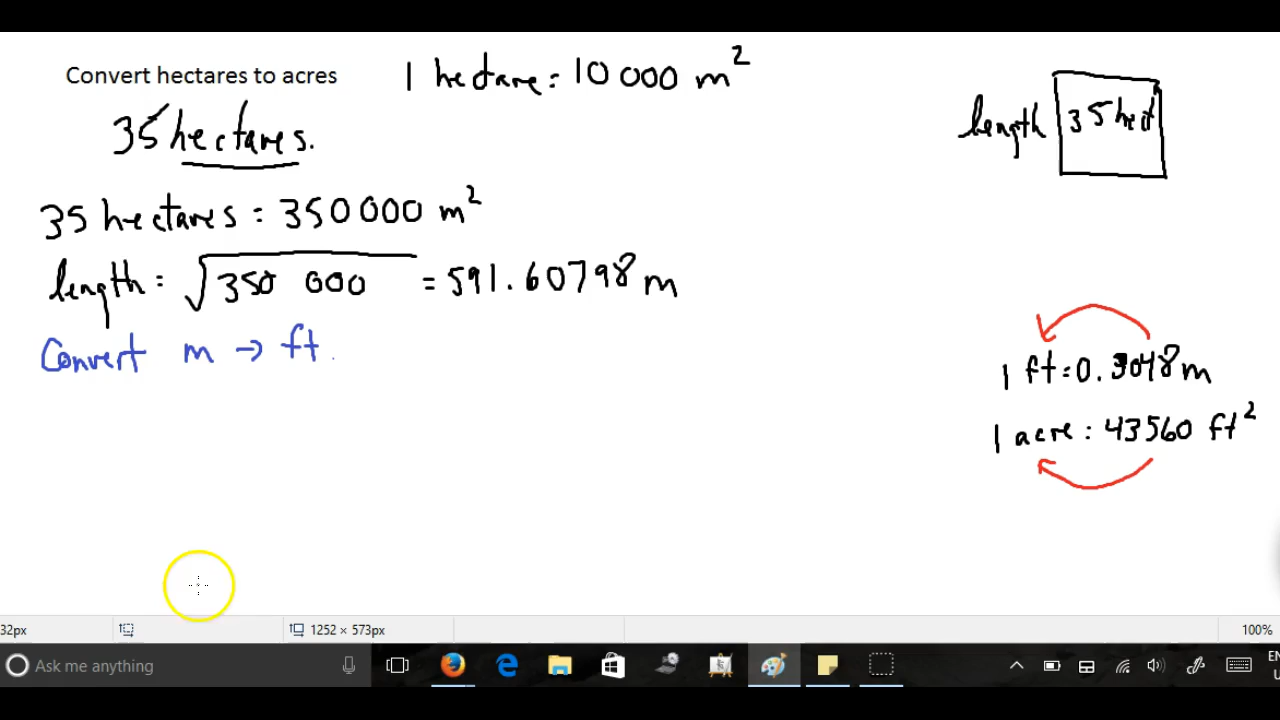 Convert hectares to acres
1 hectare = 10 000 m²
35 hectares.
length
35 hect
35 hectares = 350 000 m²
length = √350 000 = 591.60798 m
Convert m → ft.
1 ft = 0.3048 m
1 acre = 43560 ft²
32px
1252 × 573px
100%
Ask me anything